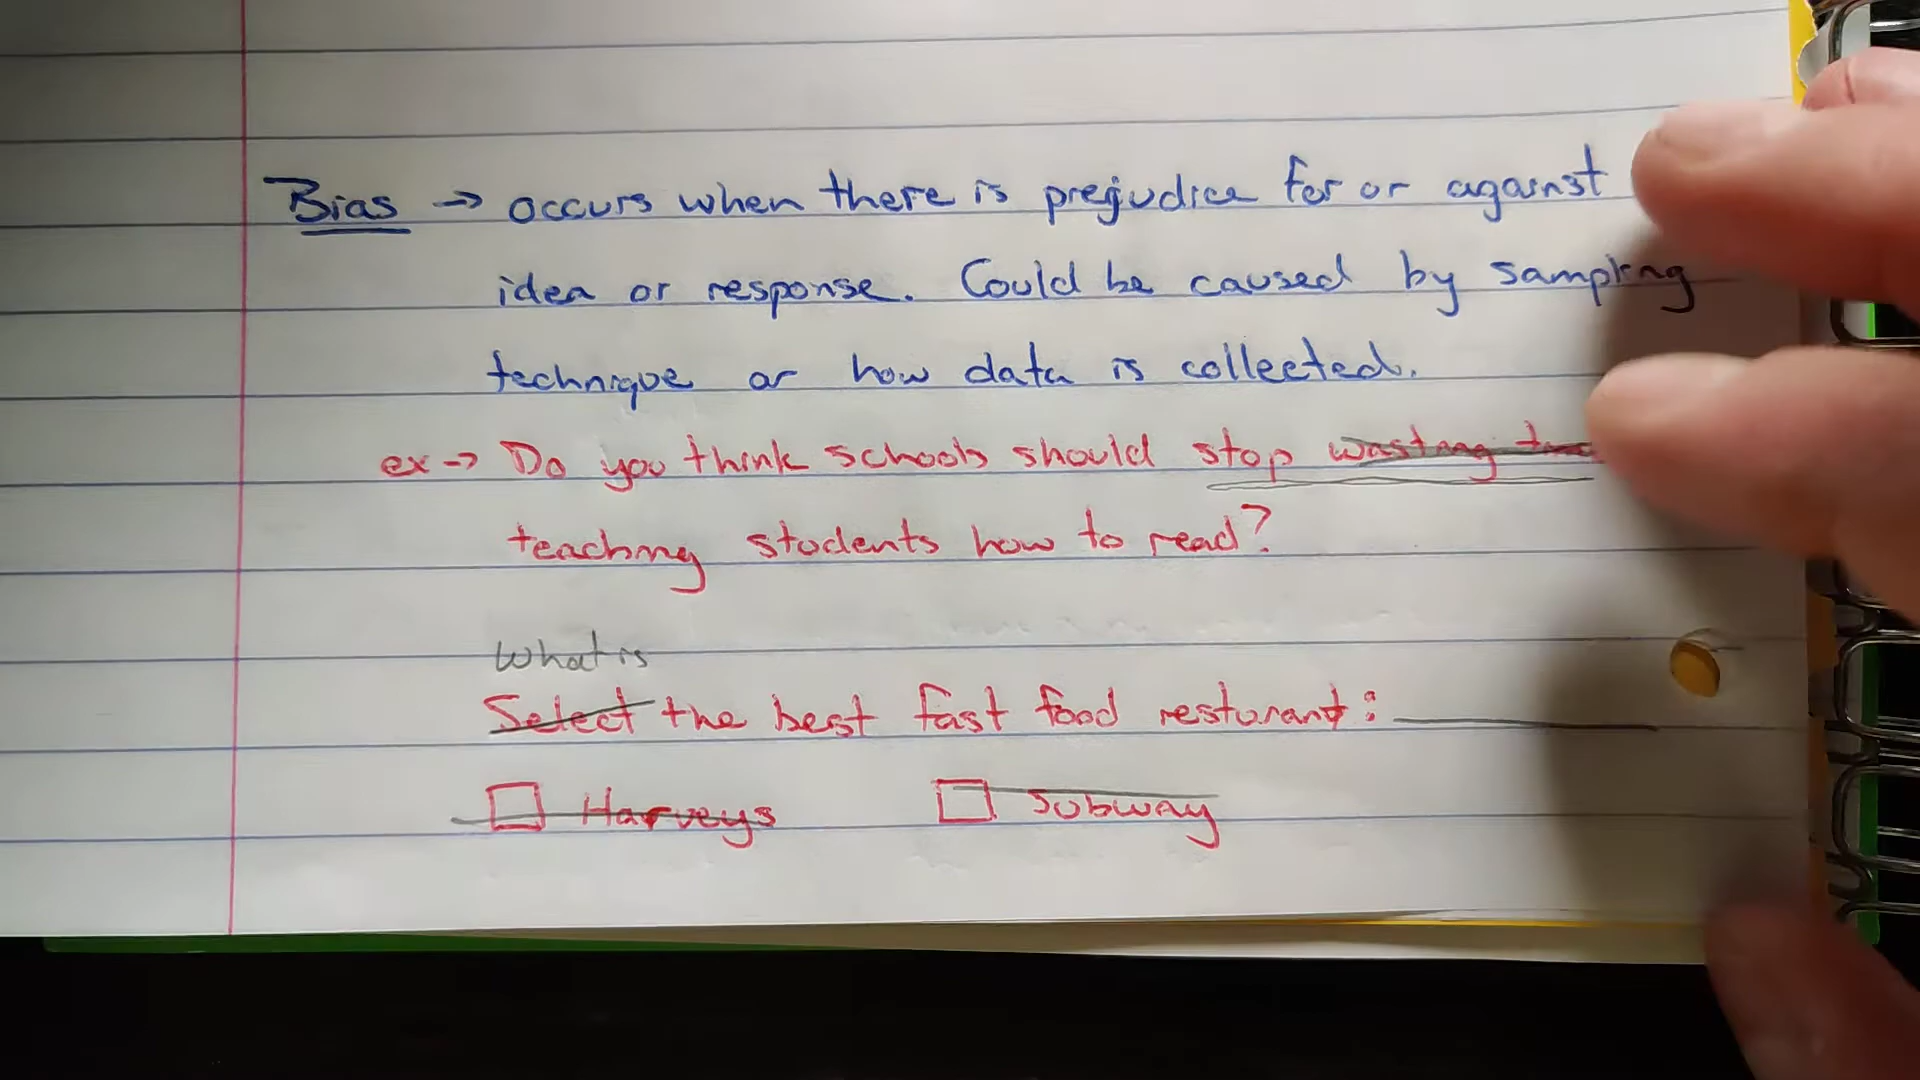 Bias → occurs when there is prejudice for or against
idea or response. Could be caused by sampling
technique or how data is collected.
ex → Do you think schools should stop wasting
teaching students how to read?
What is
Select the best fast food resturant:
Harveys Subway